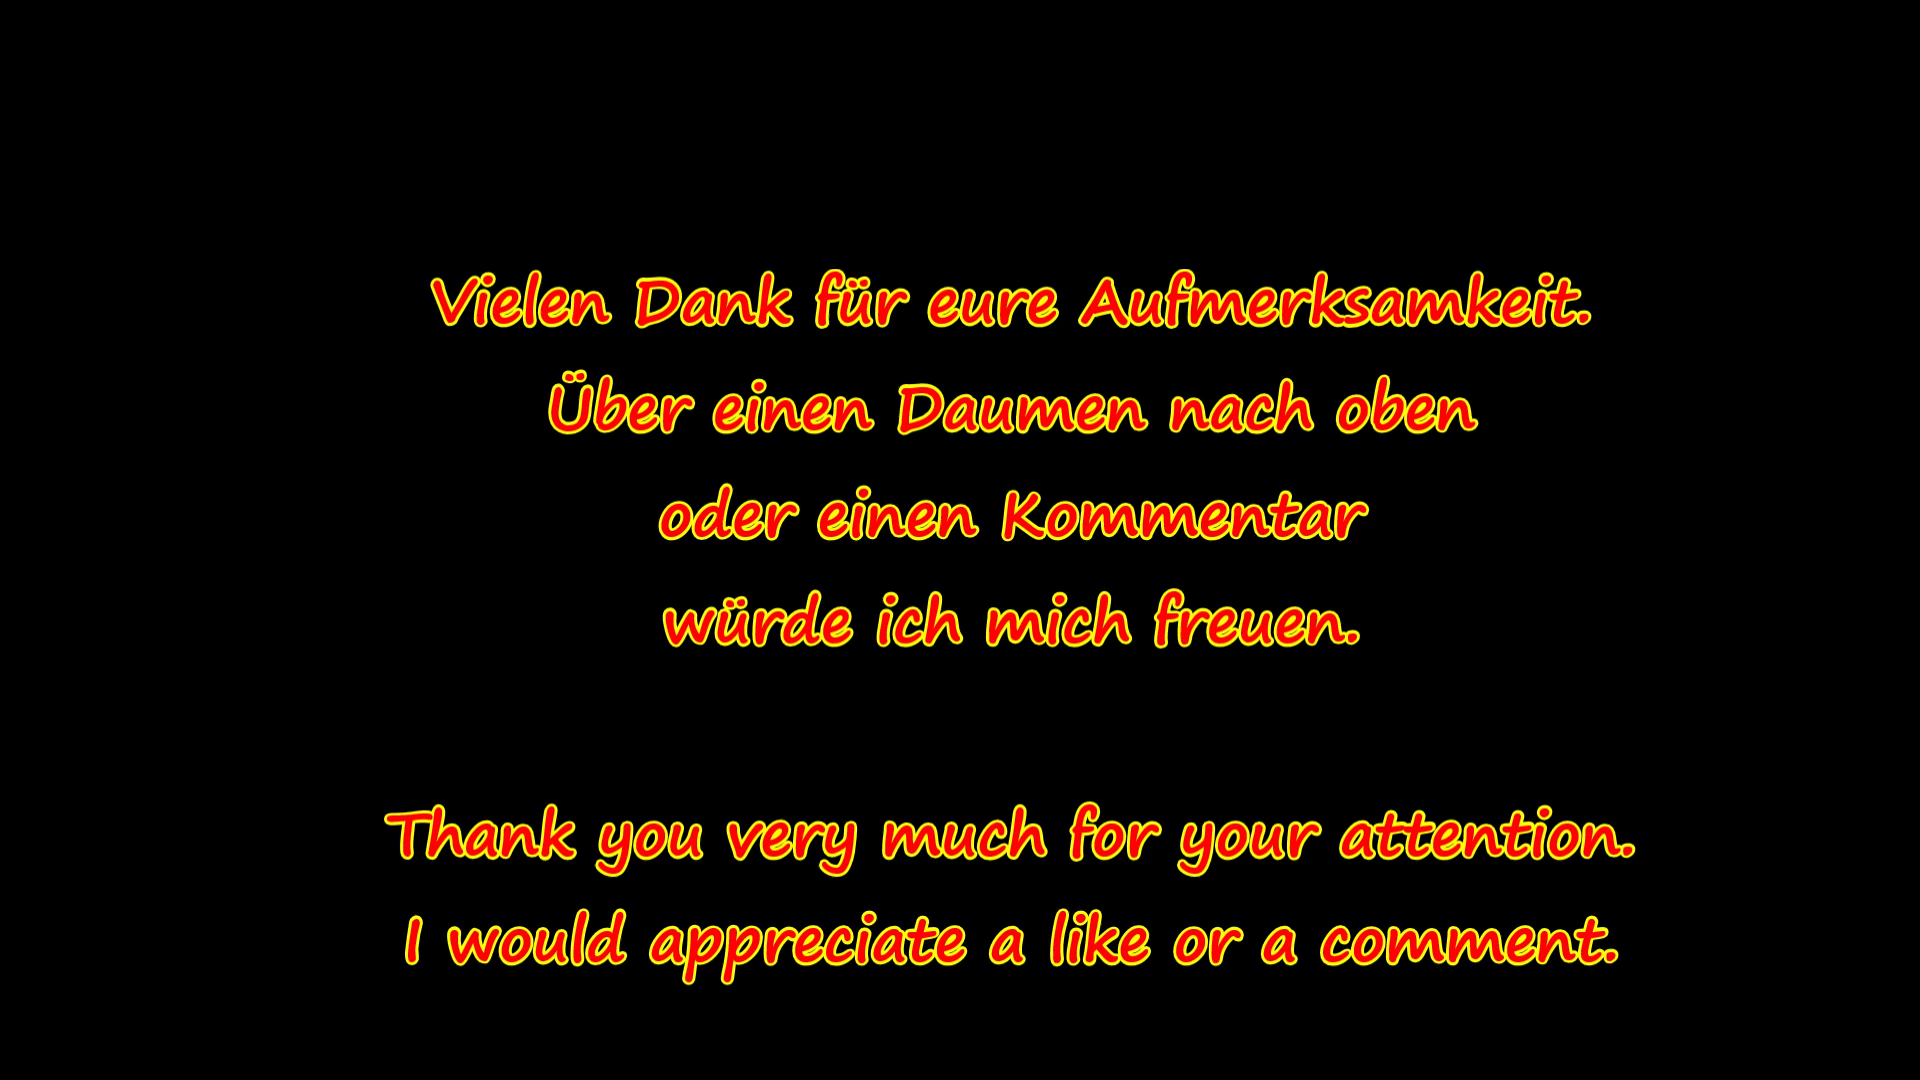 Vielen Dank für eure Aufmerksamkeit.
Über einen Daumen nach oben
oder einen Kommentar
würde ich mich freuen.
Thank you very much for your attention.
I would appreciate a like or a comment.